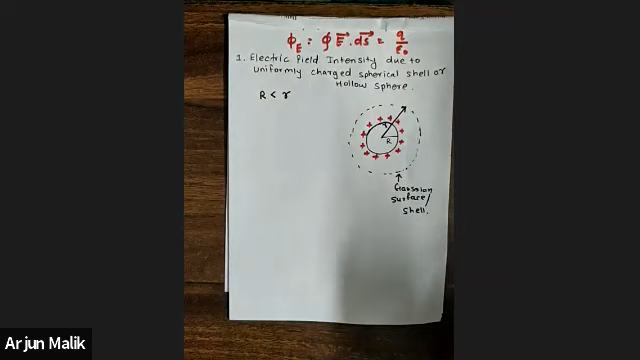 ϕE = ∮ E⃗ . ds⃗ = q/ε₀
1. Electric field Intensity due to
Uniformly charged spherical shell or
Hollow sphere.
R < r
r
R
Gaussian
Surface/
Shell.
Arjun Malik